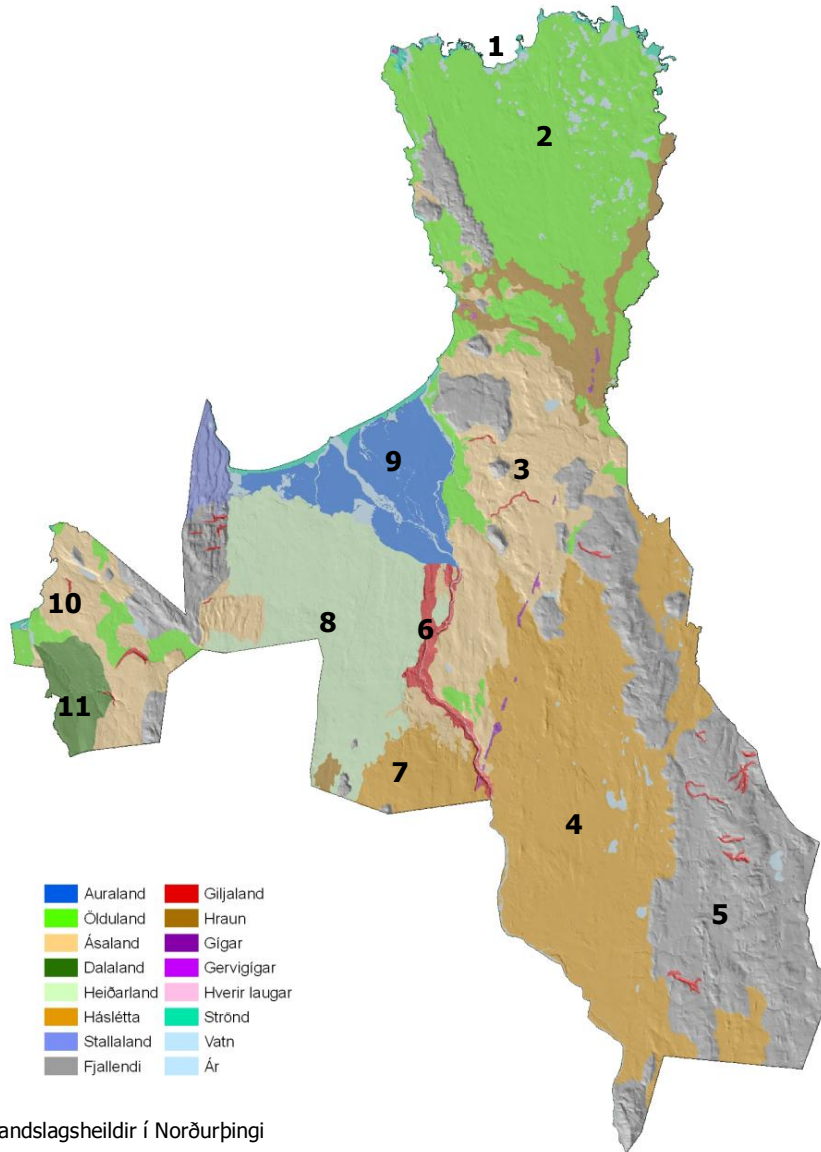 1
2
3
9
10
8
6
11
7
4
5
Auraland
Ölduland
Ásaland
Dalaland
Heiðarland
Háslétta
Stallaland
Fjallendi
Giljaland
Hraun
Gígar
Gervigígar
Hverir laugar
Strönd
Vatn
Ár
andslagsheildir í Norðurþingi